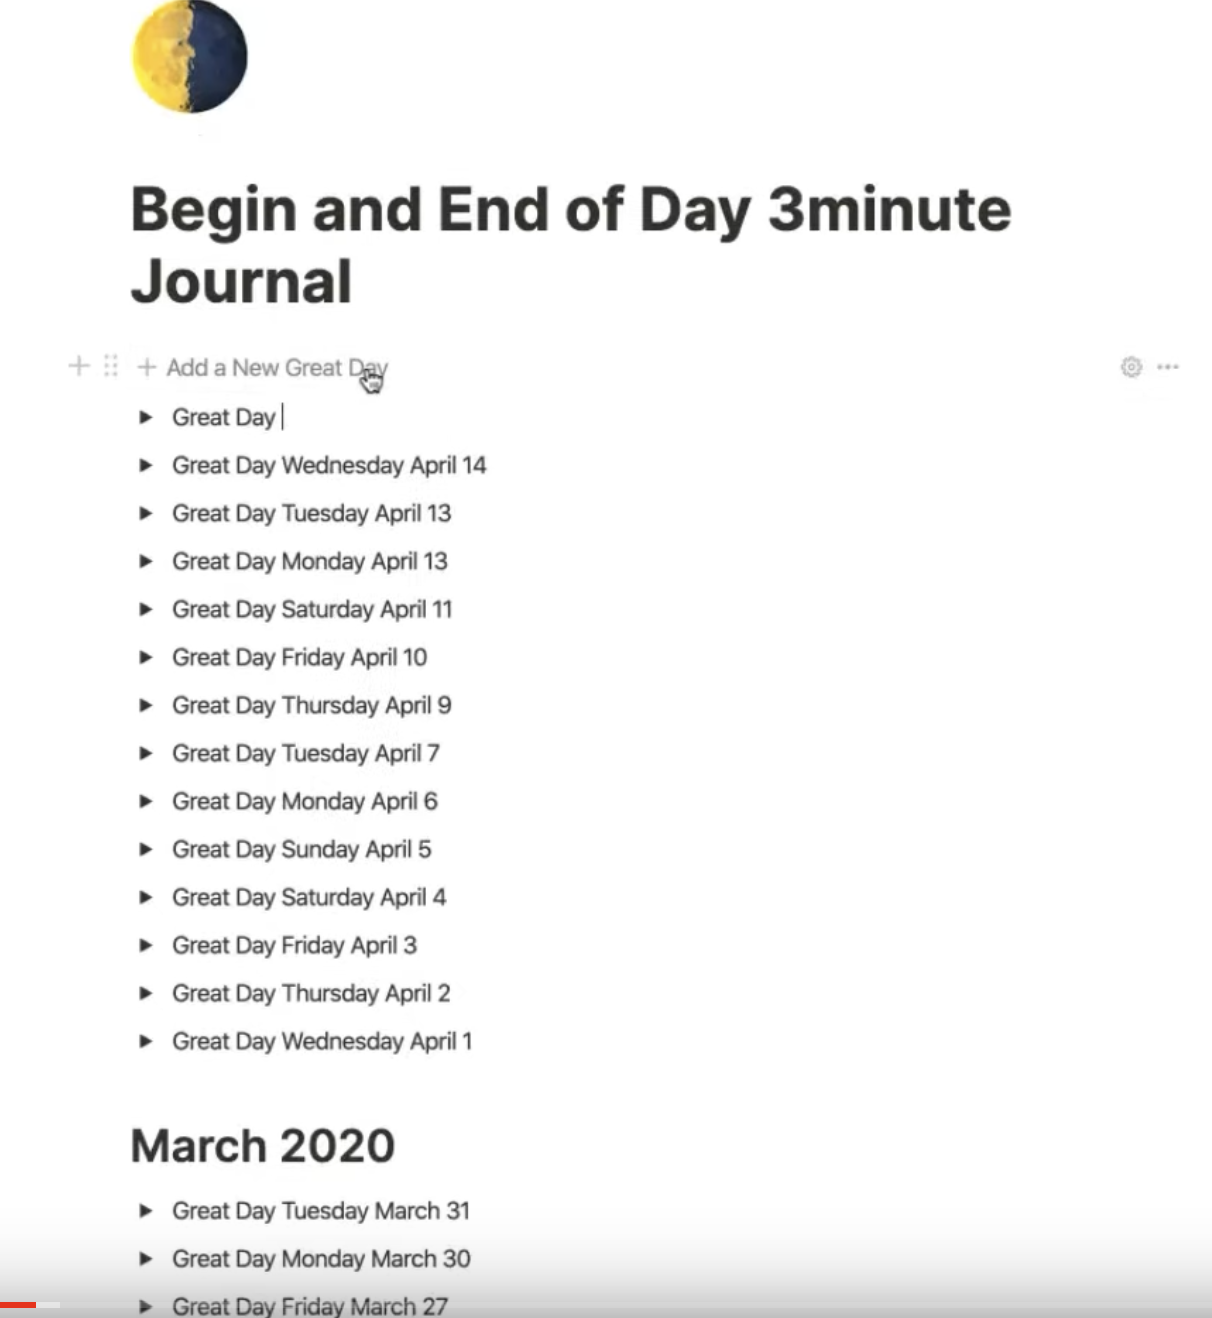 Begin and End of Day 3minute
Journal
Add a New Great Day
Great Day
Great Day Wednesday April 14
Great Day Tuesday April 13
Great Day Monday April 13
Great Day Saturday April 11
Great Day Friday April 10
Great Day Thursday April 9
Great Day Tuesday April 7
Great Day Monday April 6
Great Day Sunday April 5
Great Day Saturday April 4
Great Day Friday April 3
Great Day Thursday April 2
Great Day Wednesday April 1
March 2020
Great Day Tuesday March 31
Great Day Monday March 30
Great Day Friday March 27